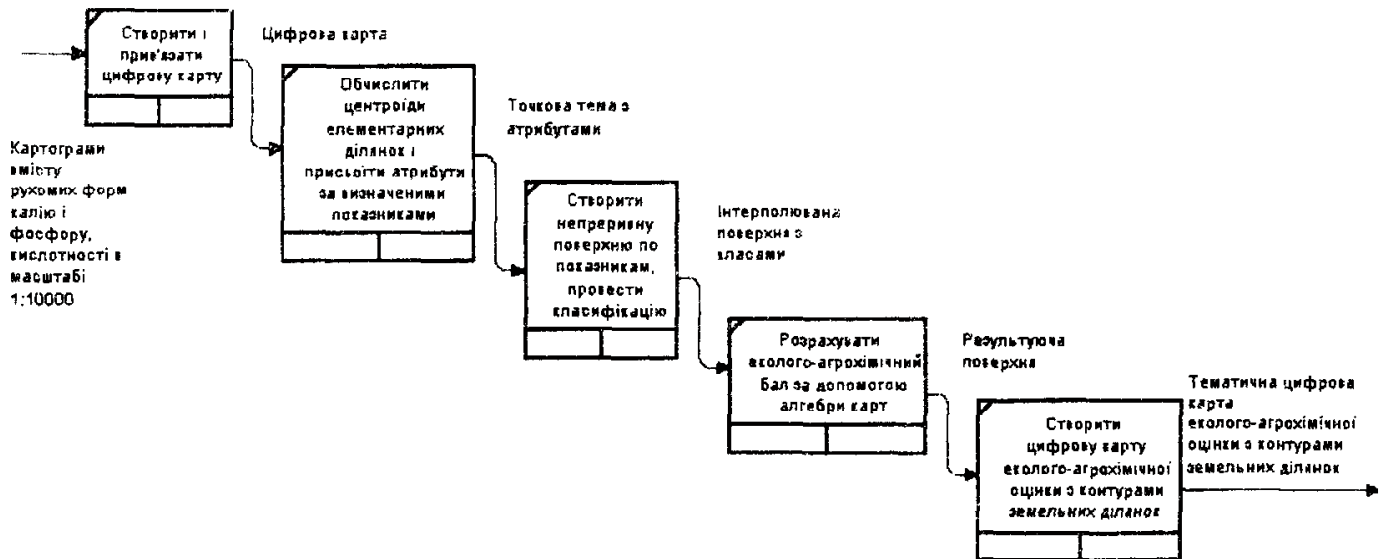 Створити і
прив'язати
цифрову карту
Цифрова карта
Картограми
вмісту
рухомих форм
калію і
фосфору,
кислотності в
масштабі
1:10000
Обчислити
центроїди
елементарних
ділянок і
присвоїти атрибути
за визначеними
показниками
Точкова тема з
атрибутами
Створити
непреривну
поверхню по
показникам,
провести
класифікацію
Інтерполювана
поверхня з
класами
Розрахувати
еколого-агрохімічний
бал за допомогою
алгебри карт
Результуюча
поверхня
Створити
цифрову карту
еколого-агрохімічної
оцінки з контурами
земельних ділянок
Тематична цифрова
карта
еколого-агрохімічної
оцінки з контурами
земельних ділянок